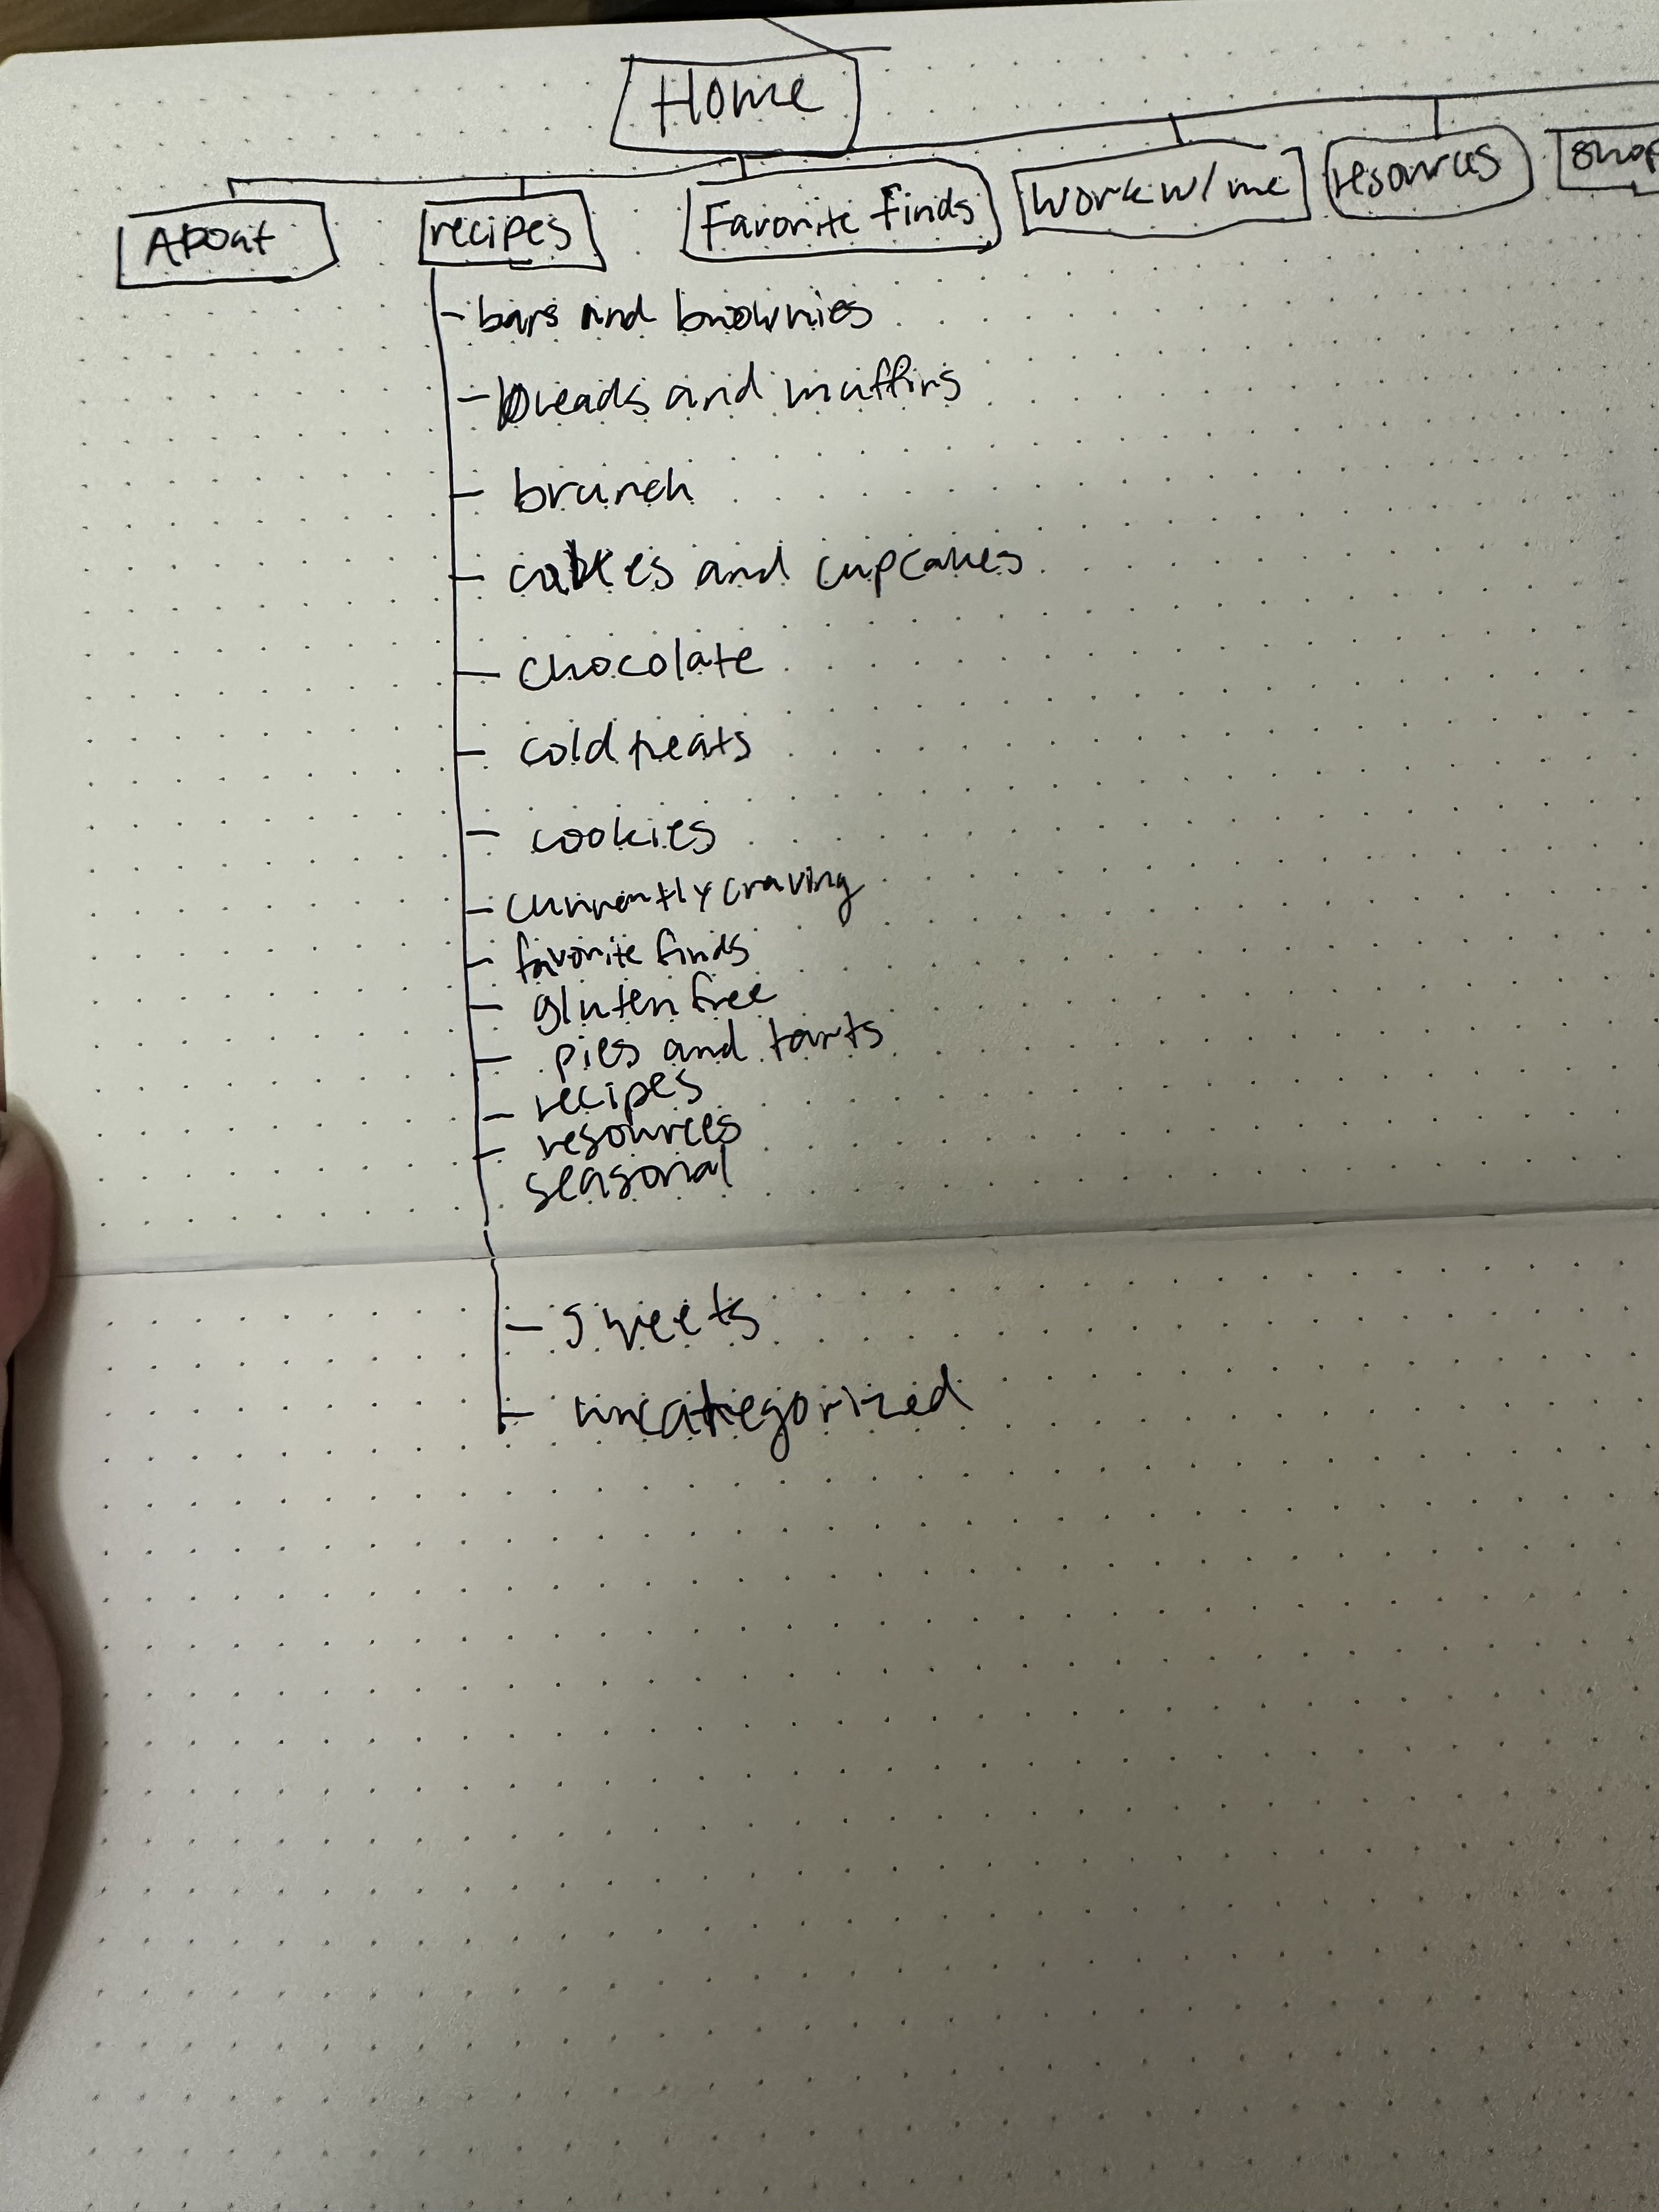 Home
About
recipes
Favorite Finds
Work w/ me
resources
shop
bars and brownies
breads and muffins
brunch
cakes and cupcakes
chocolate
cold treats
cookies
currently craving
favorite finds
gluten free
pies and tarts
recipes
resources
seasonal
sweets
uncategorized